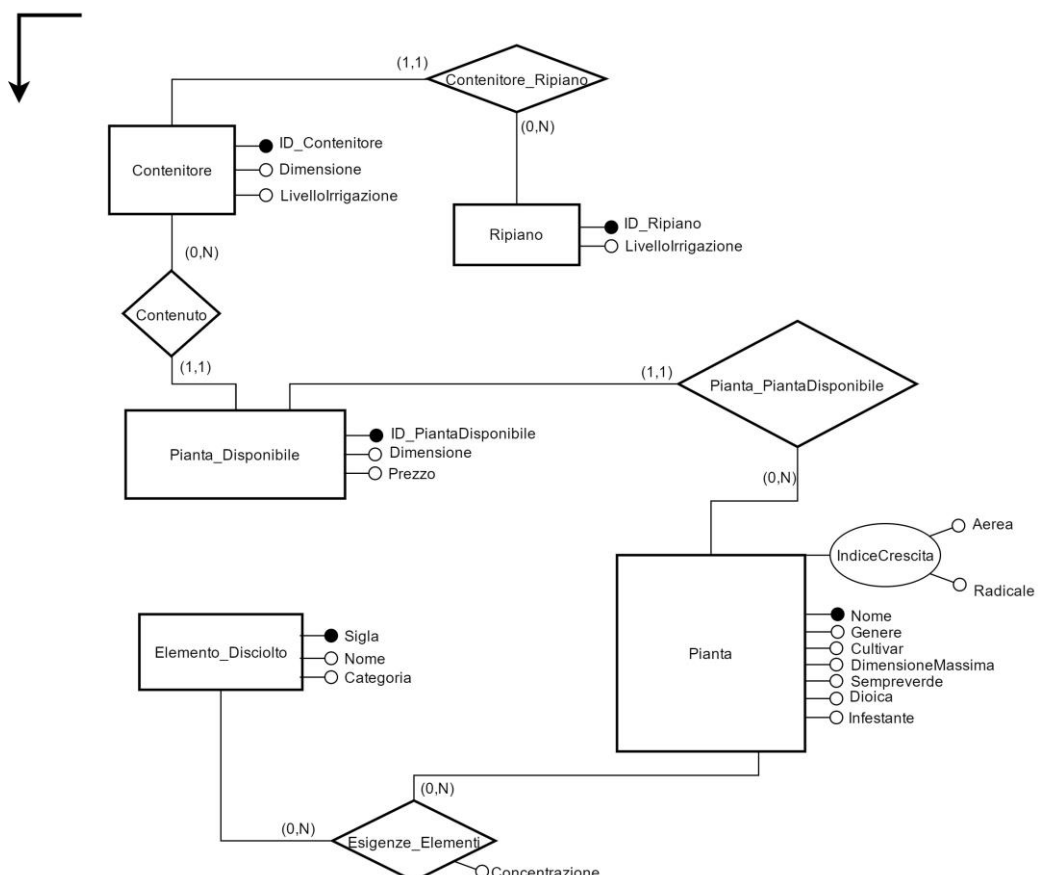 (1,1)
Contenitore_Ripiano
(0,N)
Contenitore
ID_Contenitore
Dimensione
LivelloIrrigazione
Ripiano
ID_Ripiano
LivelloIrrigazione
(0,N)
Contenuto
(1,1)
(1,1)
Pianta_PiantaDisponibile
(0,N)
Pianta_Disponibile
ID_PiantaDisponibile
Dimensione
Prezzo
IndiceCrescita
Aerea
Radicale
Pianta
Nome
Genere
Cultivar
DimensioneMassima
Sempreverde
Dioica
Infestante
Elemento_Disciolto
Sigla
Nome
Categoria
(0,N)
(0,N)
Esigenze_Elementi
Concentrazione